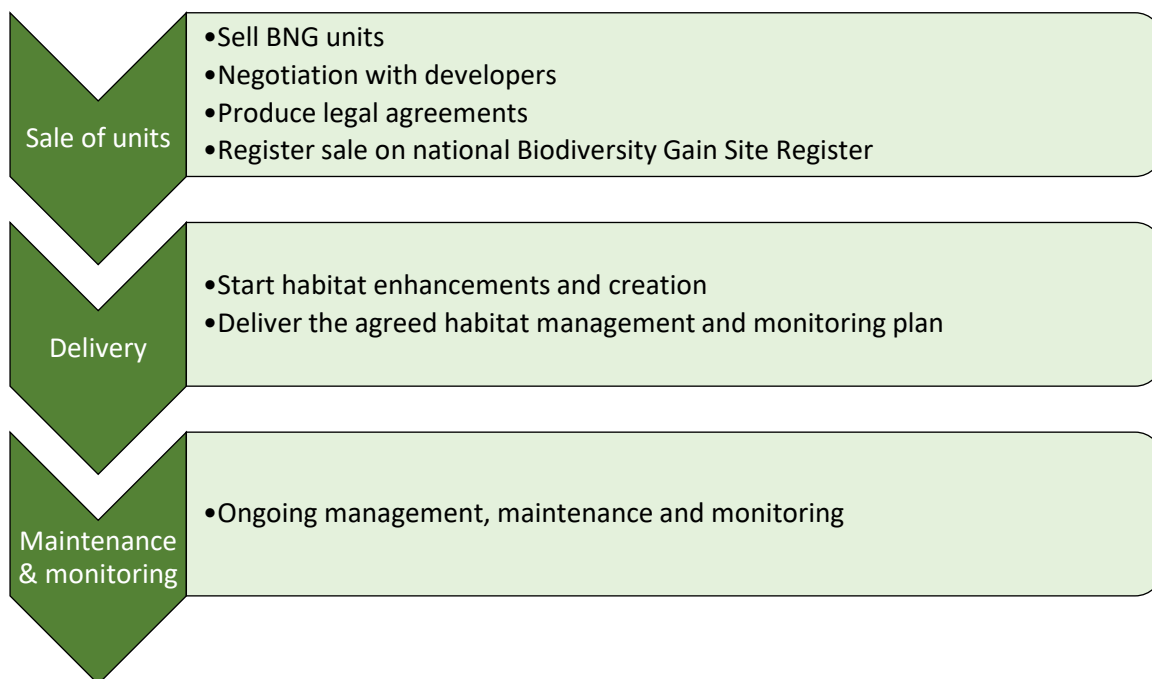 Sale of units
•Sell BNG units
•Negotiation with developers
•Produce legal agreements
•Register sale on national Biodiversity Gain Site Register
Delivery
•Start habitat enhancements and creation
•Deliver the agreed habitat management and monitoring plan
Maintenance
& monitoring
•Ongoing management, maintenance and monitoring